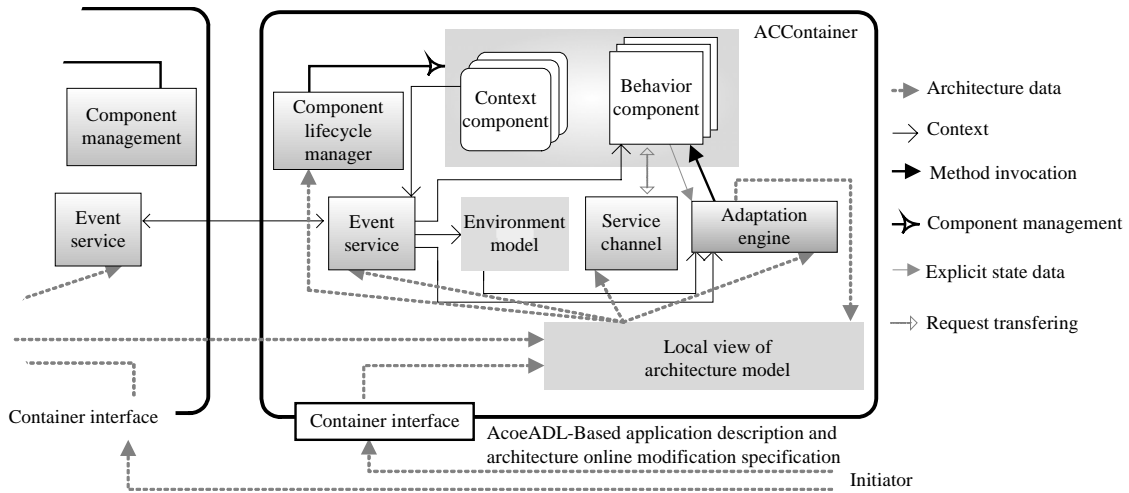 ACContainer
Component
management
Component
lifecycle
manager
Context
component
Behavior
component
Event
service
Event
service
Environment
model
Service
channel
Adaptation
engine
Local view of
architecture model
Container interface
Container interface
AcoeADL-Based application description and
architecture online modification specification
Initiator
Architecture data
Context
Method invocation
Component management
Explicit state data
Request transfering